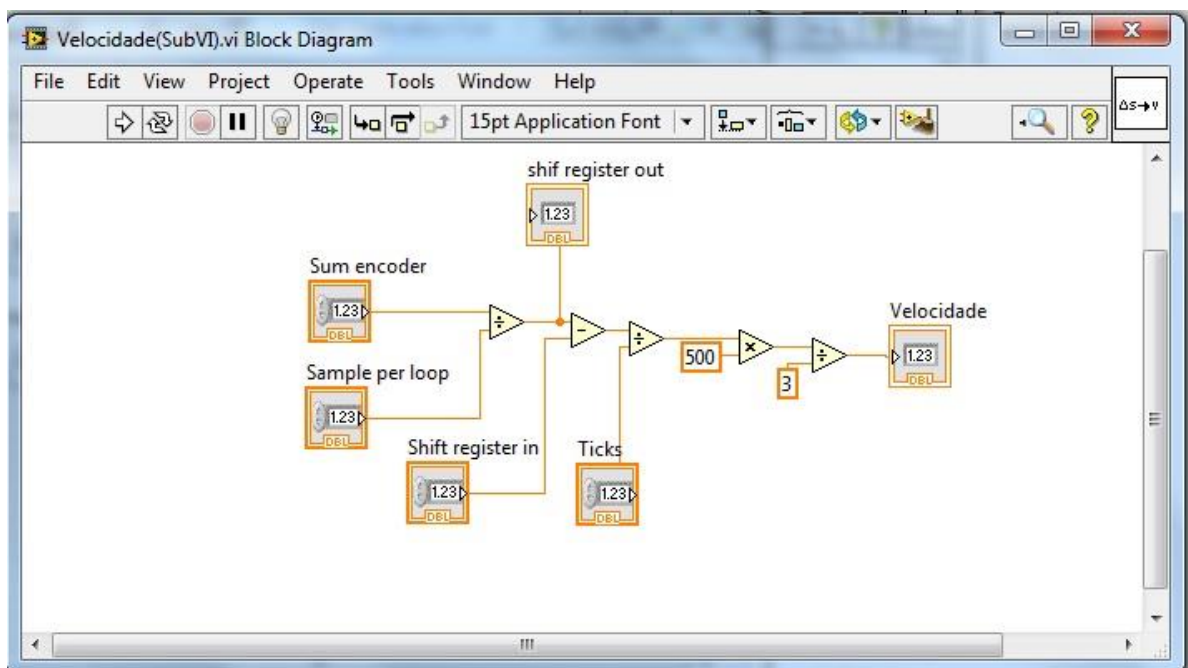 Velocidade(SubVI).vi Block Diagram
File Edit View Project Operate Tools Window Help
15pt Application Font
ΔS→v
shif register out
1.23
DBL
Sum encoder
1.23
DBL
Velocidade
1.23
DBL
500
3
Sample per loop
1.23
DBL
Shift register in
1.23
DBL
Ticks
1.23
DBL